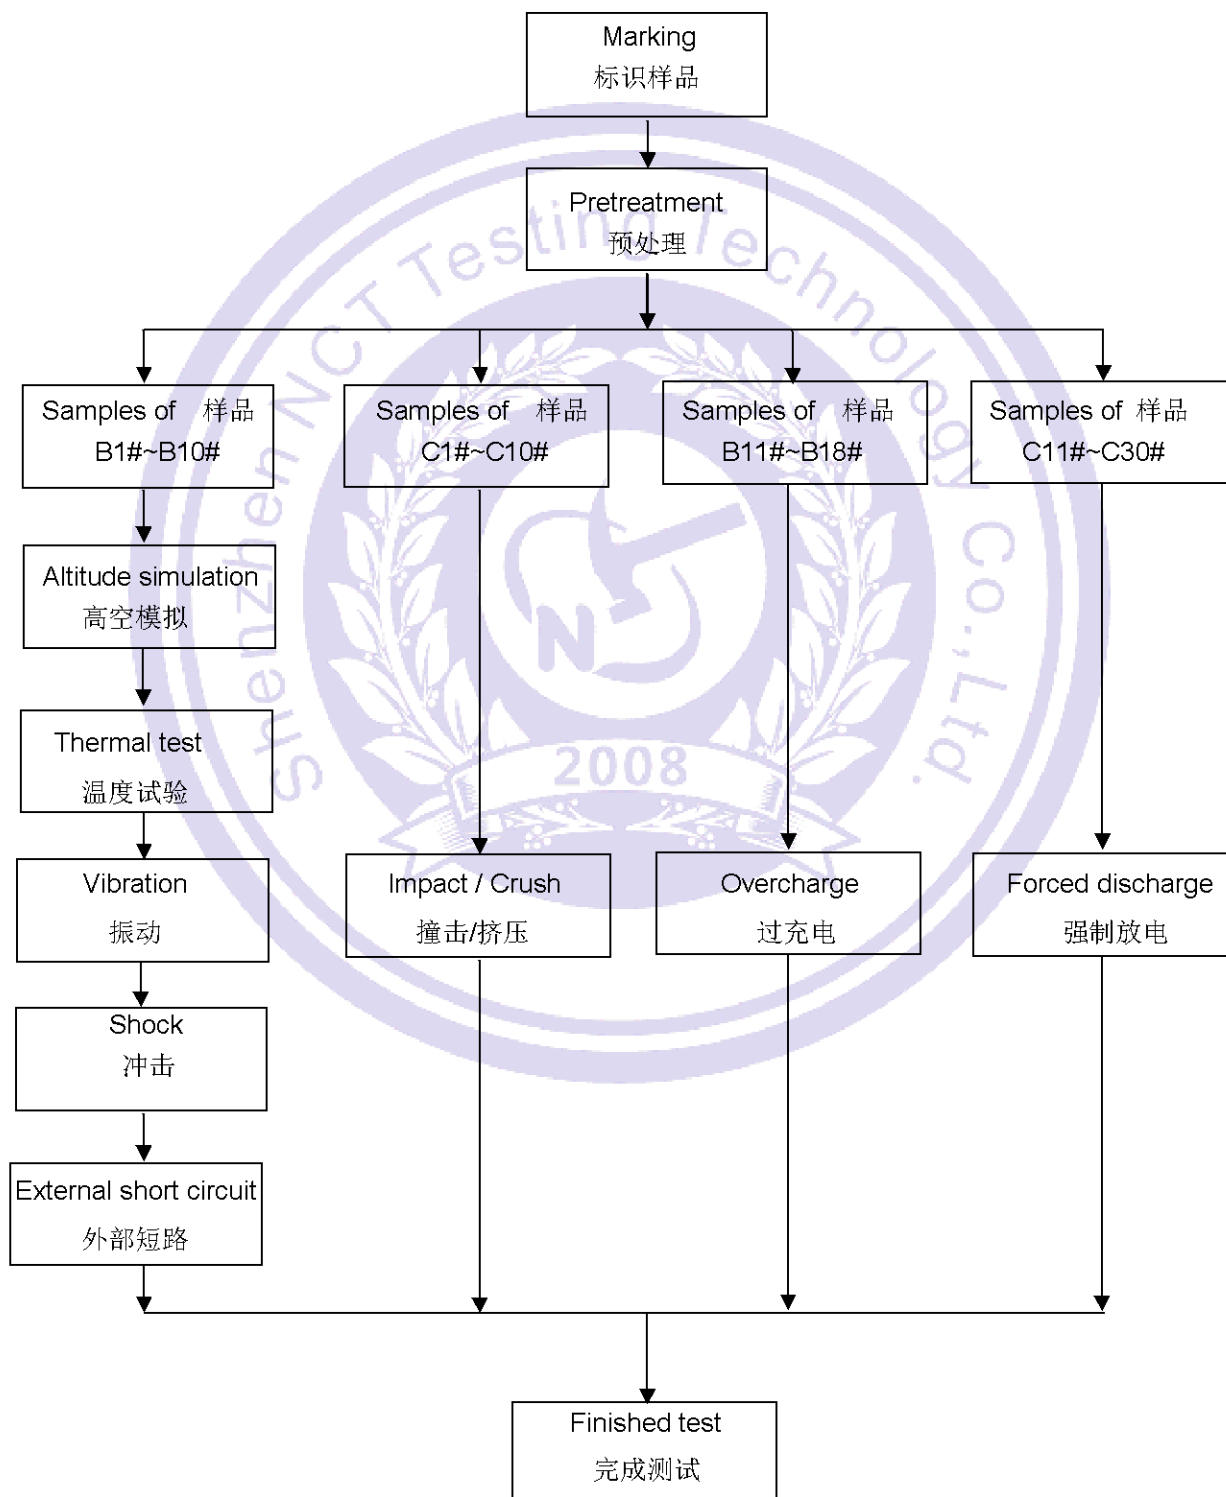 Marking
标识样品
Pretreatment
预处理
Samples of 样品
B1#~B10#
Samples of 样品
C1#~C10#
Samples of 样品
B11#~B18#
Samples of 样品
C11#~C30#
Altitude simulation
高空模拟
Thermal test
温度试验
Vibration
振动
Impact / Crush
撞击/挤压
Overcharge
过充电
Forced discharge
强制放电
Shock
冲击
External short circuit
外部短路
Finished test
完成测试
Shenzhen NCT Testing Technology Co.,Ltd.
N
2008